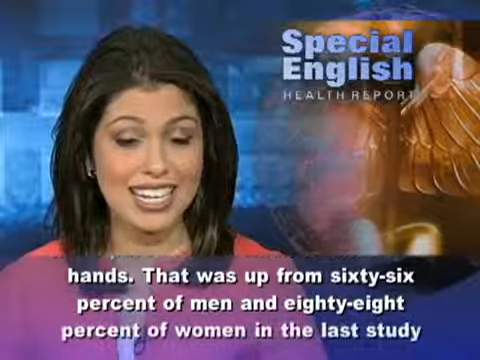 Special
English
HEALTH REPORT
hands. That was up from sixty-six
percent of men and eighty-eight
percent of women in the last study